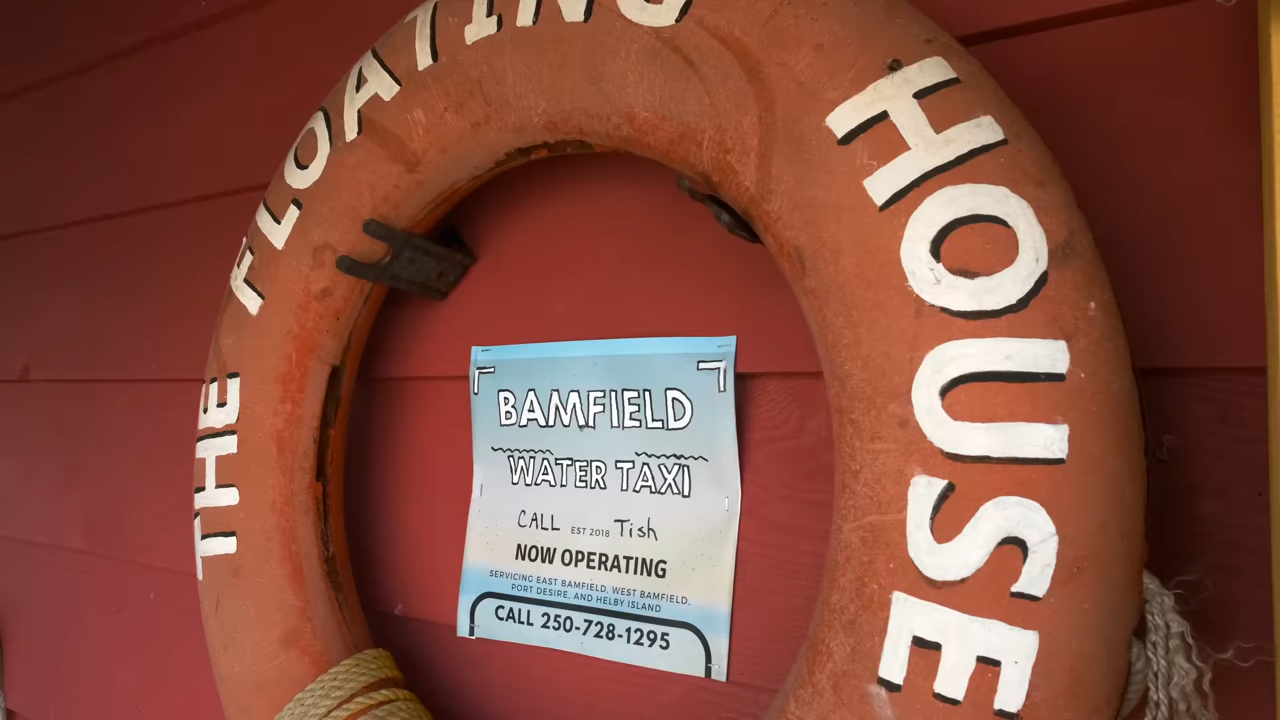 THE FLOATING HOUSE
BAMFIELD
WATER TAXI
CALL EST 2018 Tish
NOW OPERATING
SERVICING EAST BAMFIELD, WEST BAMFIELD,
PORT DESIRE, AND HELBY ISLAND
CALL 250-728-1295